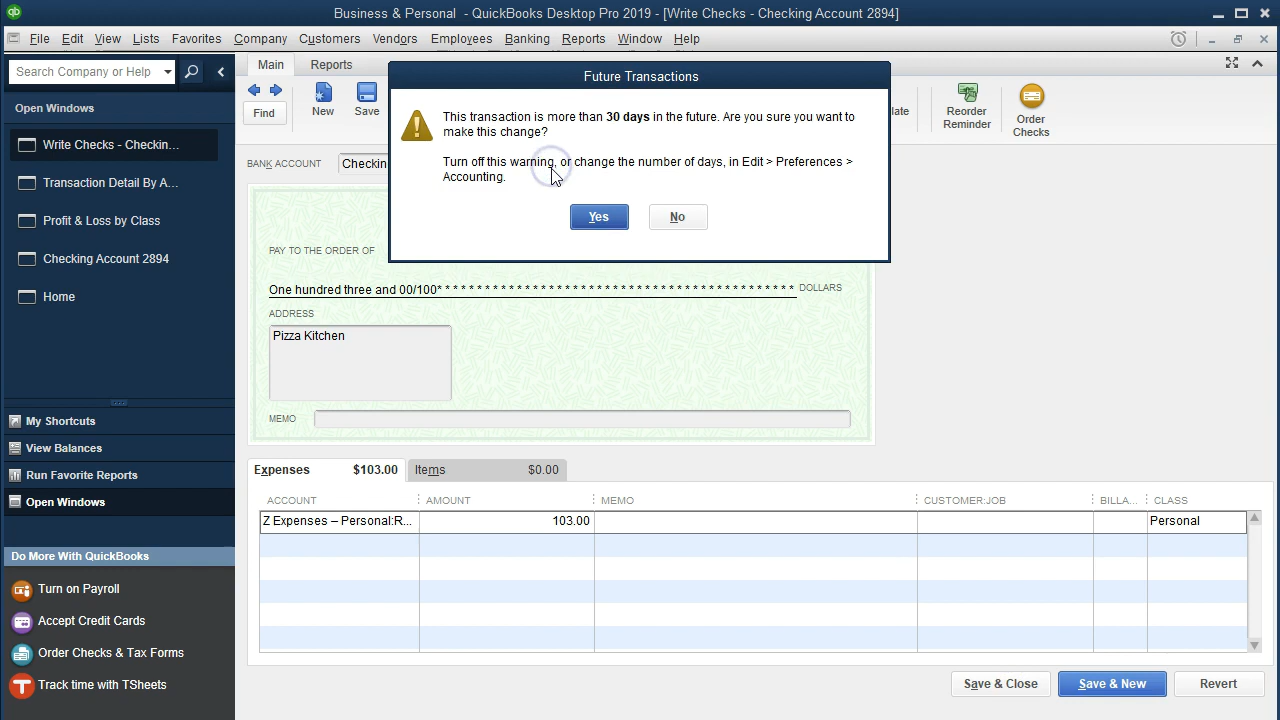 Business & Personal - QuickBooks Desktop Pro 2019 - [Write Checks - Checking Account 2894]
File Edit View Lists Favorites Company Customers Vendors Employees Banking Reports Window Help
Search Company or Help
Open Windows
Write Checks - Checkin...
Transaction Detail By A...
Profit & Loss by Class
Checking Account 2894
Home
My Shortcuts
View Balances
Run Favorite Reports
Open Windows
Do More With QuickBooks
Turn on Payroll
Accept Credit Cards
Order Checks & Tax Forms
Track time with TSheets
Main Reports
Find
New
Save
Reorder
Reminder
Order
Checks
Future Transactions
This transaction is more than 30 days in the future. Are you sure you want to
make this change?
Turn off this warning, or change the number of days, in Edit > Preferences >
Accounting.
Yes No
BANK ACCOUNT
PAY TO THE ORDER OF
One hundred three and 00/100* * * * * * * * * * * * * * * * * * * * * * * * * * * * * * * * * * * * * * * * * * * DOLLARS
ADDRESS
Pizza Kitchen
MEMO
Expenses $103.00 Items $0.00
ACCOUNT AMOUNT MEMO CUSTOMER:JOB BILLA... CLASS
Z Expenses – Personal:R... 103.00 Personal
Save & Close Save & New Revert